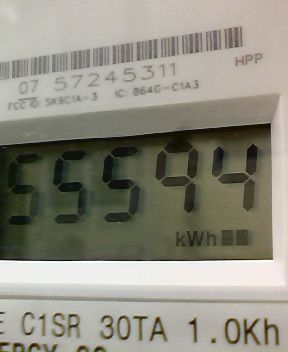 HPP
07 57245311
FCC ID: SK9C1A-3 IC: 864G-C1A3
55594
kWh
C1SR 30TA 1.0Kh